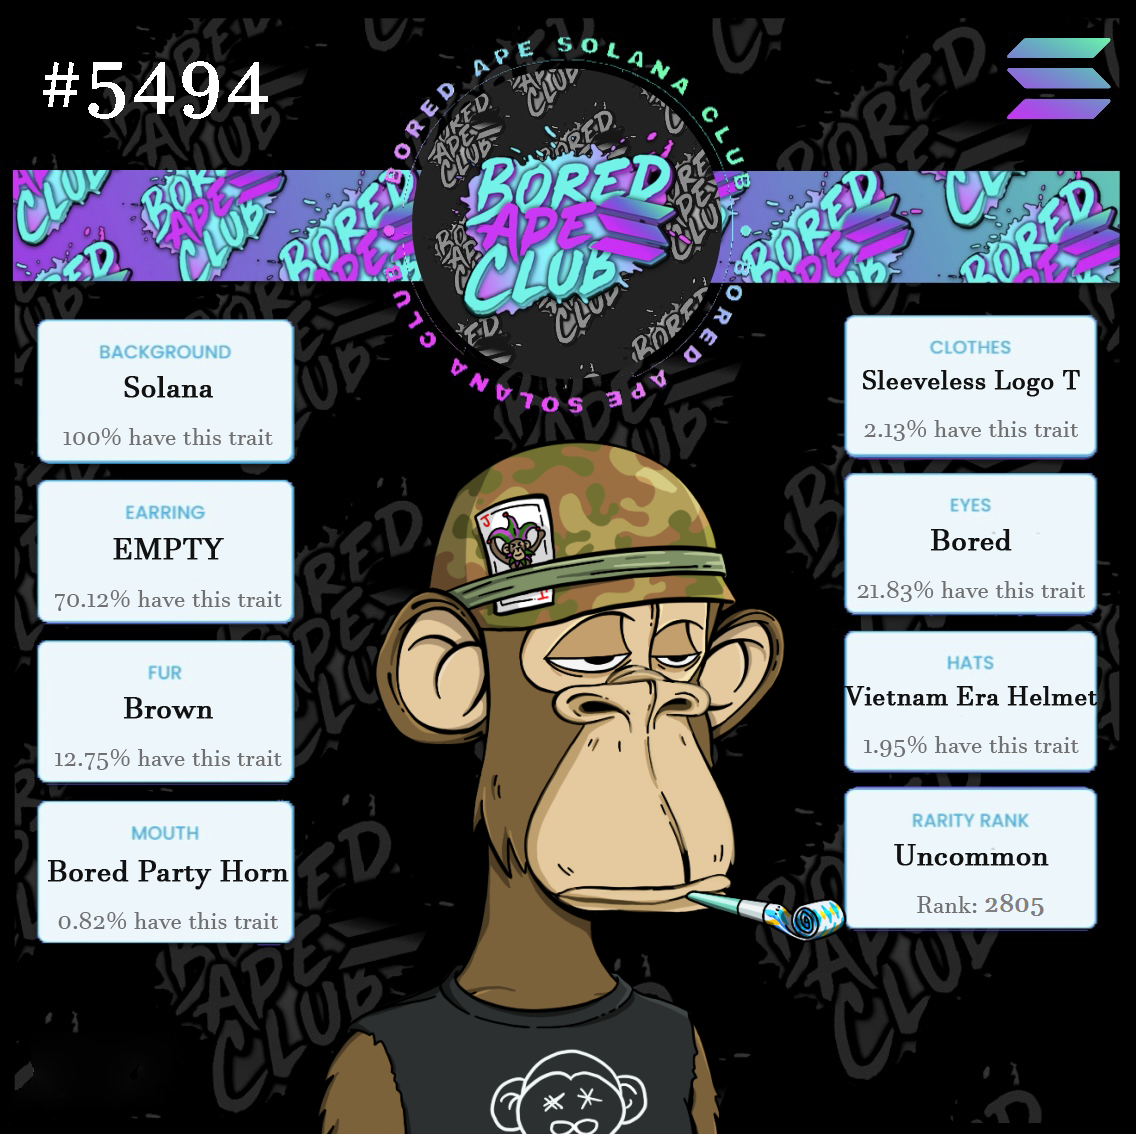 #5494
BORED APE SOLANA CLUB
BORED
APE
CLUB
BORED APE SOLANA CLUB
BACKGROUND
Solana
100% have this trait
EARRING
EMPTY
70.12% have this trait
FUR
Brown
12.75% have this trait
MOUTH
Bored Party Horn
0.82% have this trait
CLOTHES
Sleeveless Logo T
2.13% have this trait
EYES
Bored
21.83% have this trait
HATS
Vietnam Era Helmet
1.95% have this trait
RARITY RANK
Uncommon
Rank: 2805
J
J